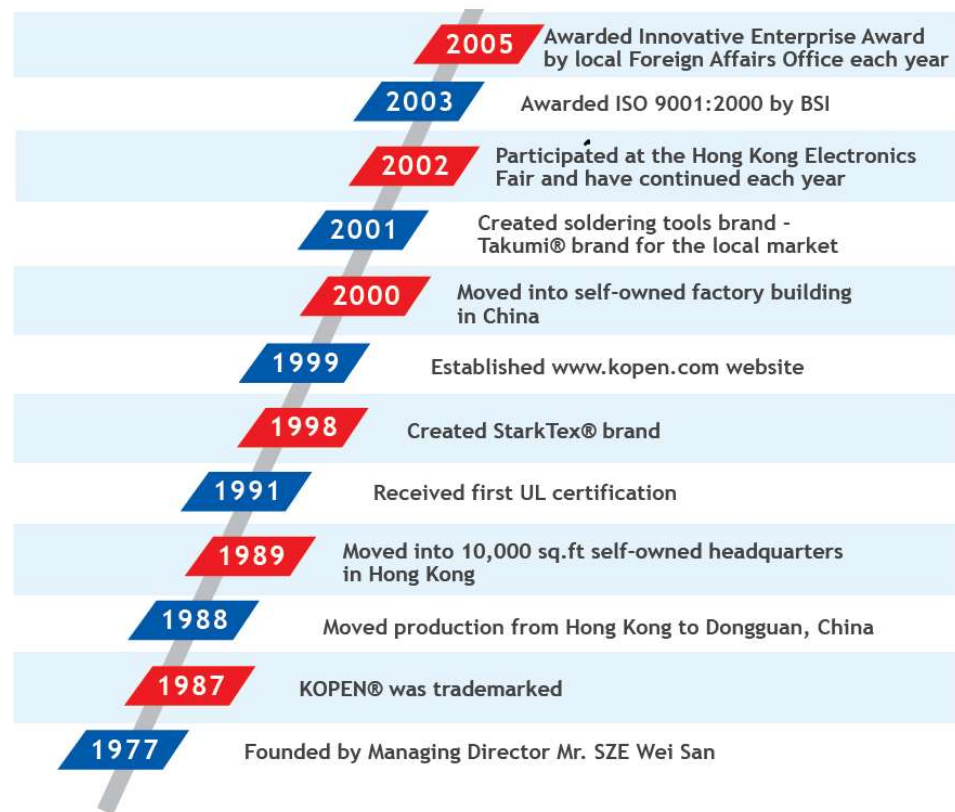 2005
Awarded Innovative Enterprise Award
by local Foreign Affairs Office each year
2003
Awarded ISO 9001:2000 by BSI
2002
Participated at the Hong Kong Electronics
Fair and have continued each year
2001
Created soldering tools brand -
Takumi® brand for the local market
2000
Moved into self-owned factory building
in China
1999
Established www.kopen.com website
1998
Created StarkTex® brand
1991
Received first UL certification
1989
Moved into 10,000 sq.ft self-owned headquarters
in Hong Kong
1988
Moved production from Hong Kong to Dongguan, China
1987
KOPEN® was trademarked
1977
Founded by Managing Director Mr. SZE Wei San